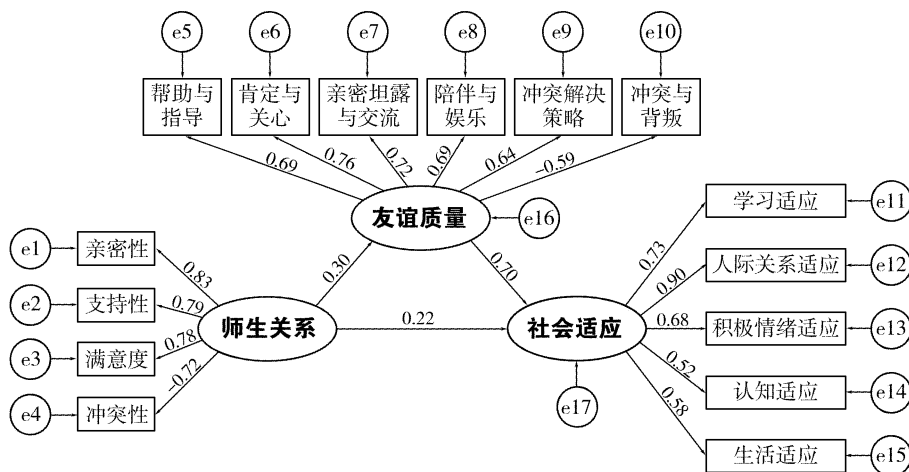 e5
e6
e7
e8
e9
e10
帮助与
指导
肯定与
关心
亲密坦露
与交流
陪伴与
娱乐
冲突解决
策略
冲突与
背叛
0.69
0.76
0.72
0.69
0.64
-0.59
友谊质量
e16
e1
亲密性
e2
支持性
e3
满意度
e4
冲突性
0.83
0.79
0.78
-0.72
师生关系
0.30
0.22
0.70
社会适应
e17
0.73
0.90
0.68
0.52
0.58
学习适应
e11
人际关系适应
e12
积极情绪适应
e13
认知适应
e14
生活适应
e15